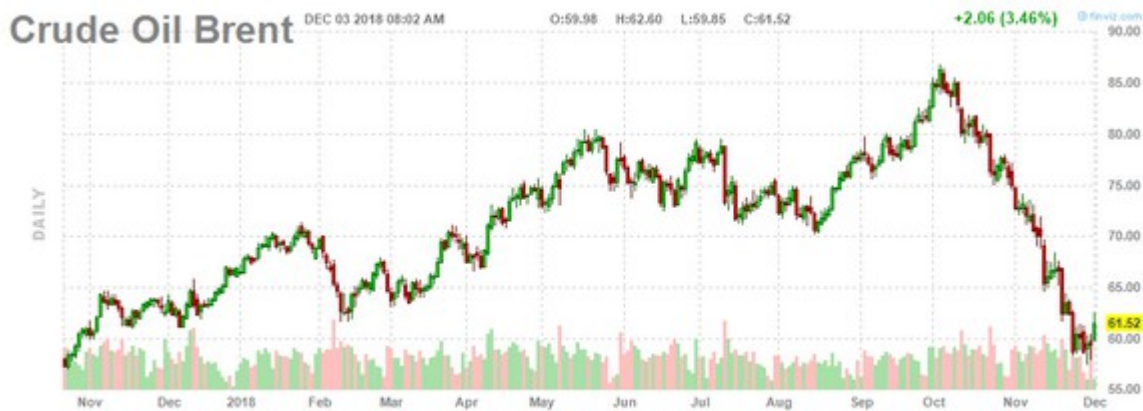 Crude Oil Brent
DEC 03 2018 08:02 AM O:59.98 H:62.60 L:59.85 C:61.52 +2.06 (3.46%) © finviz.com
90.00
85.00
80.00
75.00
DAILY
70.00
65.00
61.52
60.00
55.00
Nov Dec 2018 Feb Mar Apr May Jun Jul Aug Sep Oct Nov Dec